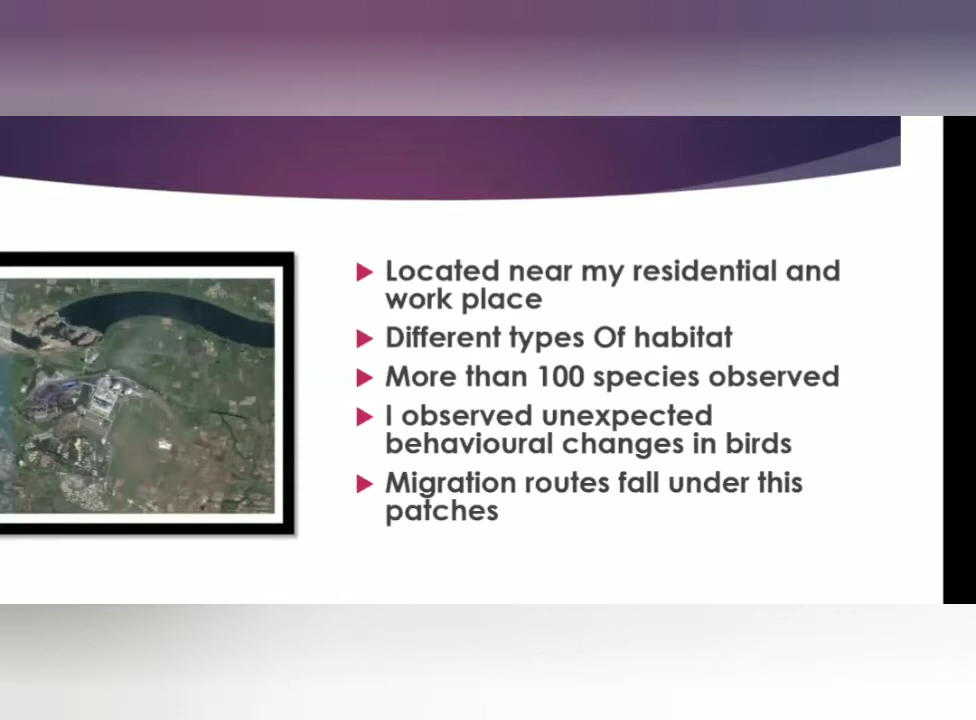 Located near my residential and
work place
Different types Of habitat
More than 100 species observed
I observed unexpected
behavioural changes in birds
Migration routes fall under this
patches